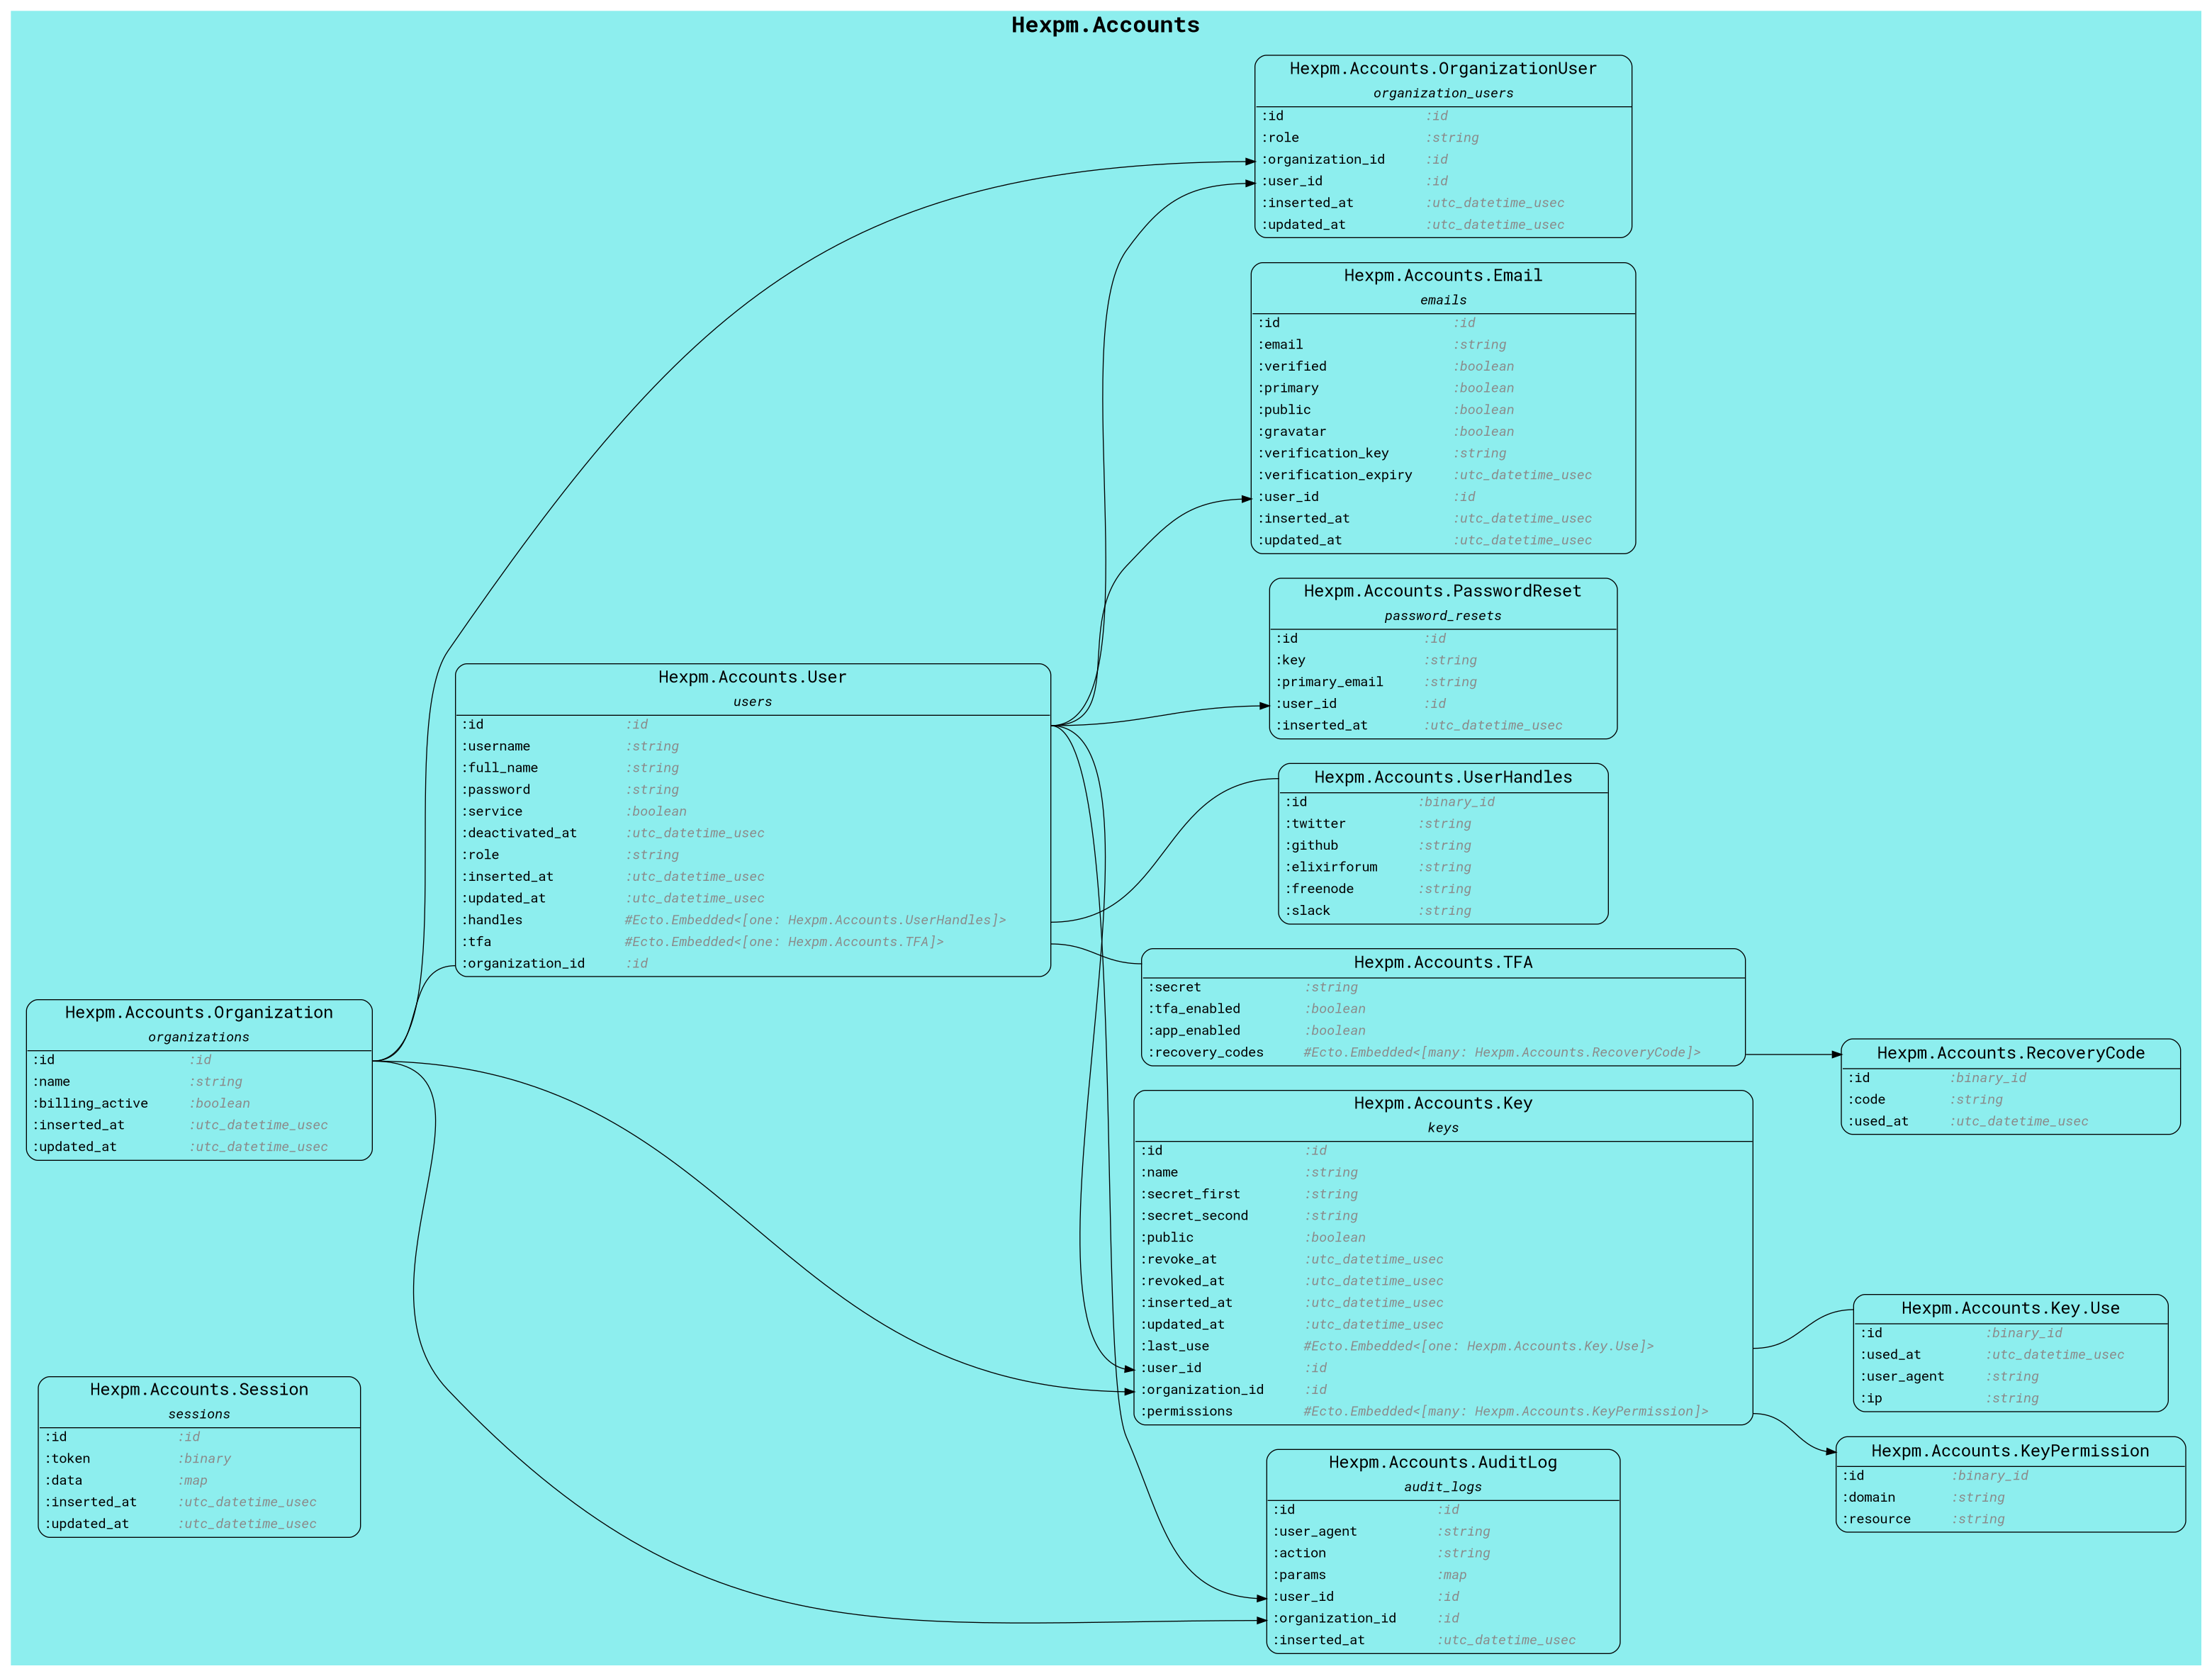 Hexpm.Accounts
Hexpm.Accounts.OrganizationUser
organization_users
:id :id
:role :string
:organization_id :id
:user_id :id
:inserted_at :utc_datetime_usec
:updated_at :utc_datetime_usec
Hexpm.Accounts.Email
emails
:id :id
:email :string
:verified :boolean
:primary :boolean
:public :boolean
:gravatar :boolean
:verification_key :string
:verification_expiry :utc_datetime_usec
:user_id :id
:inserted_at :utc_datetime_usec
:updated_at :utc_datetime_usec
Hexpm.Accounts.PasswordReset
password_resets
:id :id
:key :string
:primary_email :string
:user_id :id
:inserted_at :utc_datetime_usec
Hexpm.Accounts.User
users
:id :id
:username :string
:full_name :string
:password :string
:service :boolean
:deactivated_at :utc_datetime_usec
:role :string
:inserted_at :utc_datetime_usec
:updated_at :utc_datetime_usec
:handles #Ecto.Embedded<[one: Hexpm.Accounts.UserHandles]>
:tfa #Ecto.Embedded<[one: Hexpm.Accounts.TFA]>
:organization_id :id
Hexpm.Accounts.UserHandles
:id :binary_id
:twitter :string
:github :string
:elixirforum :string
:freenode :string
:slack :string
Hexpm.Accounts.TFA
:secret :string
:tfa_enabled :boolean
:app_enabled :boolean
:recovery_codes #Ecto.Embedded<[many: Hexpm.Accounts.RecoveryCode]>
Hexpm.Accounts.RecoveryCode
:id :binary_id
:code :string
:used_at :utc_datetime_usec
Hexpm.Accounts.Organization
organizations
:id :id
:name :string
:billing_active :boolean
:inserted_at :utc_datetime_usec
:updated_at :utc_datetime_usec
Hexpm.Accounts.Key
keys
:id :id
:name :string
:secret_first :string
:secret_second :string
:public :boolean
:revoke_at :utc_datetime_usec
:revoked_at :utc_datetime_usec
:inserted_at :utc_datetime_usec
:updated_at :utc_datetime_usec
:last_use #Ecto.Embedded<[one: Hexpm.Accounts.Key.Use]>
:user_id :id
:organization_id :id
:permissions #Ecto.Embedded<[many: Hexpm.Accounts.KeyPermission]>
Hexpm.Accounts.Key.Use
:id :binary_id
:used_at :utc_datetime_usec
:user_agent :string
:ip :string
Hexpm.Accounts.KeyPermission
:id :binary_id
:domain :string
:resource :string
Hexpm.Accounts.Session
sessions
:id :id
:token :binary
:data :map
:inserted_at :utc_datetime_usec
:updated_at :utc_datetime_usec
Hexpm.Accounts.AuditLog
audit_logs
:id :id
:user_agent :string
:action :string
:params :map
:user_id :id
:organization_id :id
:inserted_at :utc_datetime_usec